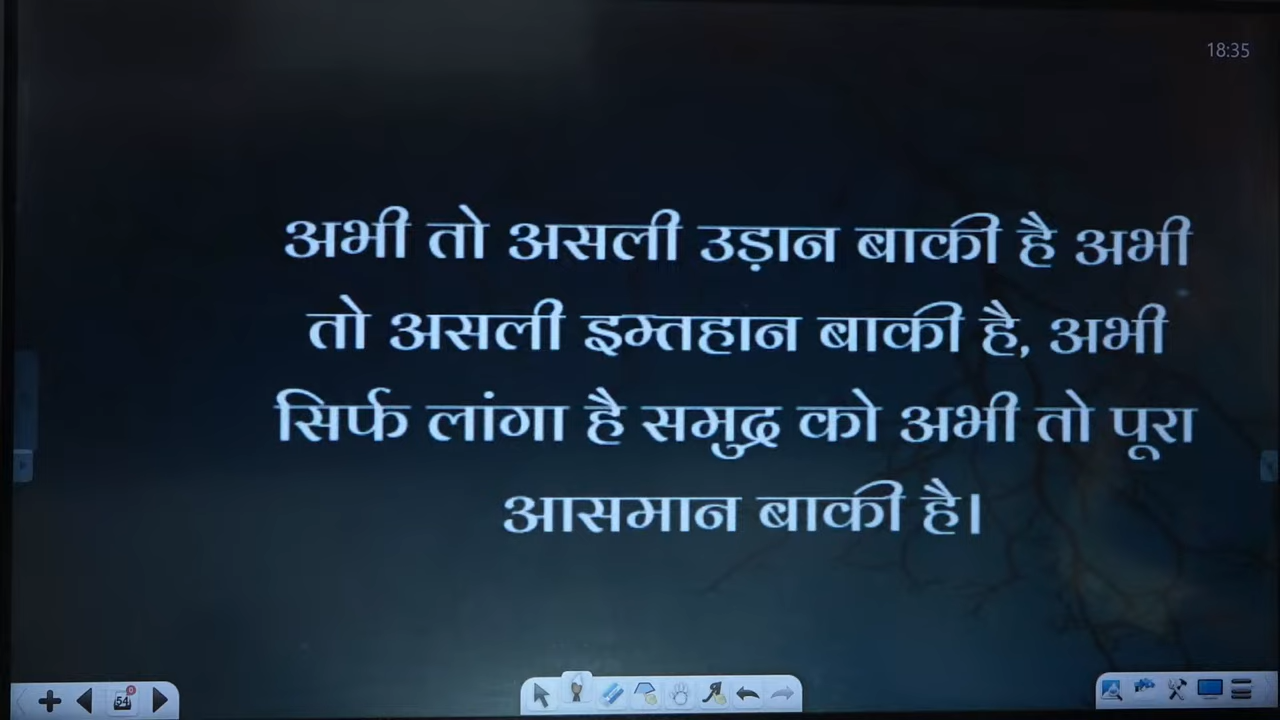 18:35
अभी तो असली उड़ान बाकी है अभी
तो असली इम्तहान बाकी है, अभी
सिर्फ लांगा है समुद्र को अभी तो पूरा
आसमान बाकी है।
54